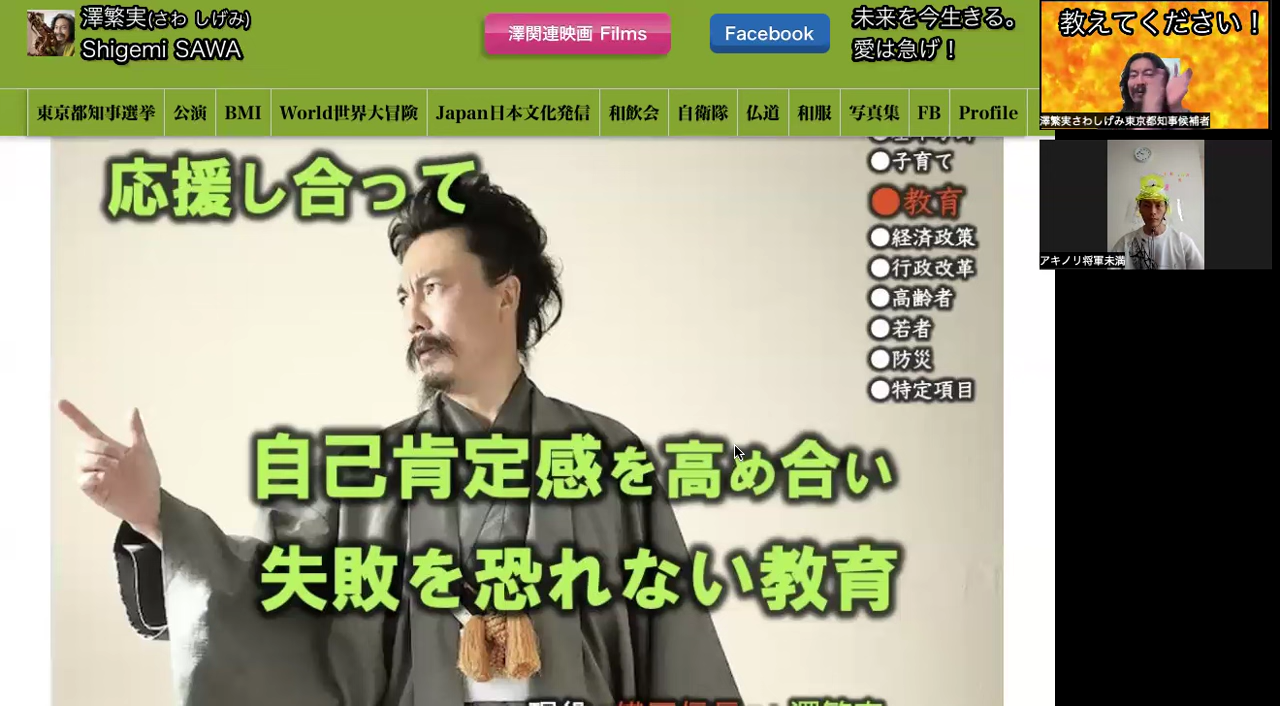 澤繁実(さわ しげみ)
Shigemi SAWA
澤関連映画 Films
Facebook
未来を今生きる。
愛は急げ！
東京都知事選挙
公演
BMI
World世界大冒険
Japan日本文化発信
和飲会
自衛隊
仏道
和服
写真集
FB
Profile
教えてください！
澤繁実さわしげみ東京都知事候補者
アキノリ将軍未満
応援し合って
●子育て
●教育
●経済政策
●行政改革
●高齢者
●若者
●防災
●特定項目
自己肯定感を高め合い
失敗を恐れない教育